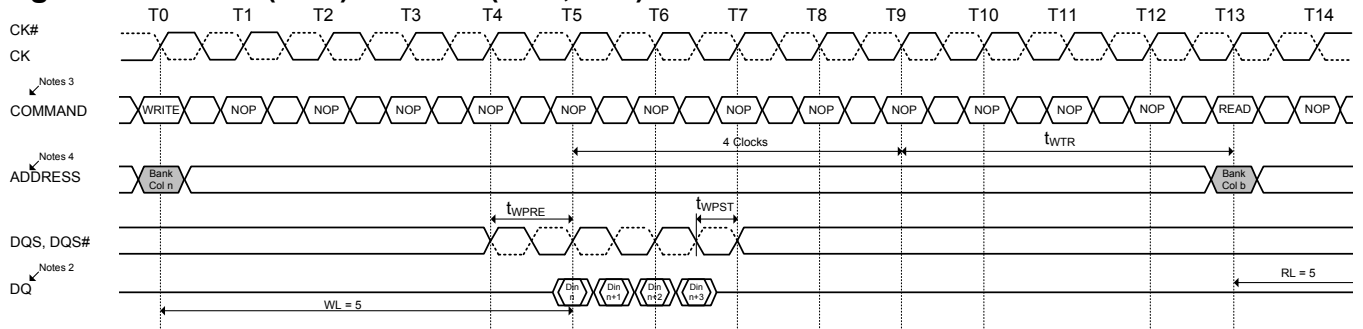 T0 T1 T2 T3 T4 T5 T6 T7 T8 T9 T10 T11 T12 T13 T14
CK#
CK
Notes 3
COMMAND WRITE NOP NOP NOP NOP NOP NOP NOP NOP NOP NOP NOP NOP READ NOP
4 Clocks tWTR
Notes 4
ADDRESS Bank Col n Bank Col b
tWPRE tWPST
DQS, DQS#
Notes 2
DQ Din n Din n+1 Din n+2 Din n+3 RL = 5
WL = 5